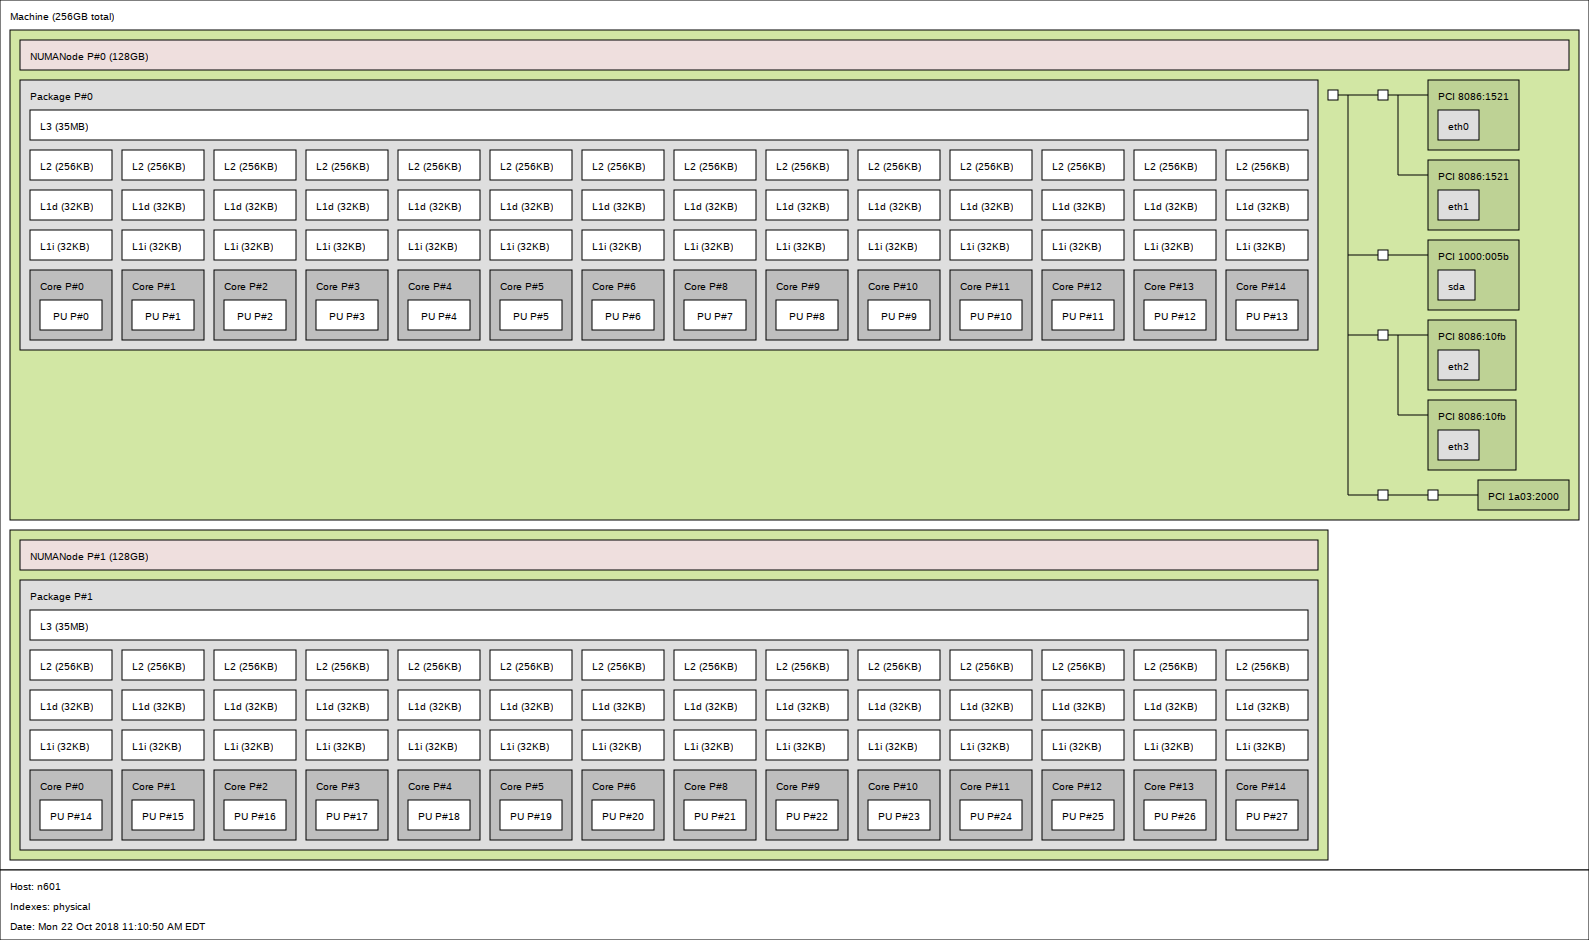 Machine (256GB total)
NUMANode P#0 (128GB)
Package P#0
L3 (35MB)
L2 (256KB) L2 (256KB) L2 (256KB) L2 (256KB) L2 (256KB) L2 (256KB) L2 (256KB) L2 (256KB) L2 (256KB) L2 (256KB) L2 (256KB) L2 (256KB) L2 (256KB) L2 (256KB)
L1d (32KB) L1d (32KB) L1d (32KB) L1d (32KB) L1d (32KB) L1d (32KB) L1d (32KB) L1d (32KB) L1d (32KB) L1d (32KB) L1d (32KB) L1d (32KB) L1d (32KB) L1d (32KB)
L1i (32KB) L1i (32KB) L1i (32KB) L1i (32KB) L1i (32KB) L1i (32KB) L1i (32KB) L1i (32KB) L1i (32KB) L1i (32KB) L1i (32KB) L1i (32KB) L1i (32KB) L1i (32KB)
Core P#0 Core P#1 Core P#2 Core P#3 Core P#4 Core P#5 Core P#6 Core P#8 Core P#9 Core P#10 Core P#11 Core P#12 Core P#13 Core P#14
PU P#0 PU P#1 PU P#2 PU P#3 PU P#4 PU P#5 PU P#6 PU P#7 PU P#8 PU P#9 PU P#10 PU P#11 PU P#12 PU P#13
PCI 8086:1521
eth0
PCI 8086:1521
eth1
PCI 1000:005b
sda
PCI 8086:10fb
eth2
PCI 8086:10fb
eth3
PCI 1a03:2000
NUMANode P#1 (128GB)
Package P#1
L3 (35MB)
L2 (256KB) L2 (256KB) L2 (256KB) L2 (256KB) L2 (256KB) L2 (256KB) L2 (256KB) L2 (256KB) L2 (256KB) L2 (256KB) L2 (256KB) L2 (256KB) L2 (256KB) L2 (256KB)
L1d (32KB) L1d (32KB) L1d (32KB) L1d (32KB) L1d (32KB) L1d (32KB) L1d (32KB) L1d (32KB) L1d (32KB) L1d (32KB) L1d (32KB) L1d (32KB) L1d (32KB) L1d (32KB)
L1i (32KB) L1i (32KB) L1i (32KB) L1i (32KB) L1i (32KB) L1i (32KB) L1i (32KB) L1i (32KB) L1i (32KB) L1i (32KB) L1i (32KB) L1i (32KB) L1i (32KB) L1i (32KB)
Core P#0 Core P#1 Core P#2 Core P#3 Core P#4 Core P#5 Core P#6 Core P#8 Core P#9 Core P#10 Core P#11 Core P#12 Core P#13 Core P#14
PU P#14 PU P#15 PU P#16 PU P#17 PU P#18 PU P#19 PU P#20 PU P#21 PU P#22 PU P#23 PU P#24 PU P#25 PU P#26 PU P#27
Host: n601
Indexes: physical
Date: Mon 22 Oct 2018 11:10:50 AM EDT